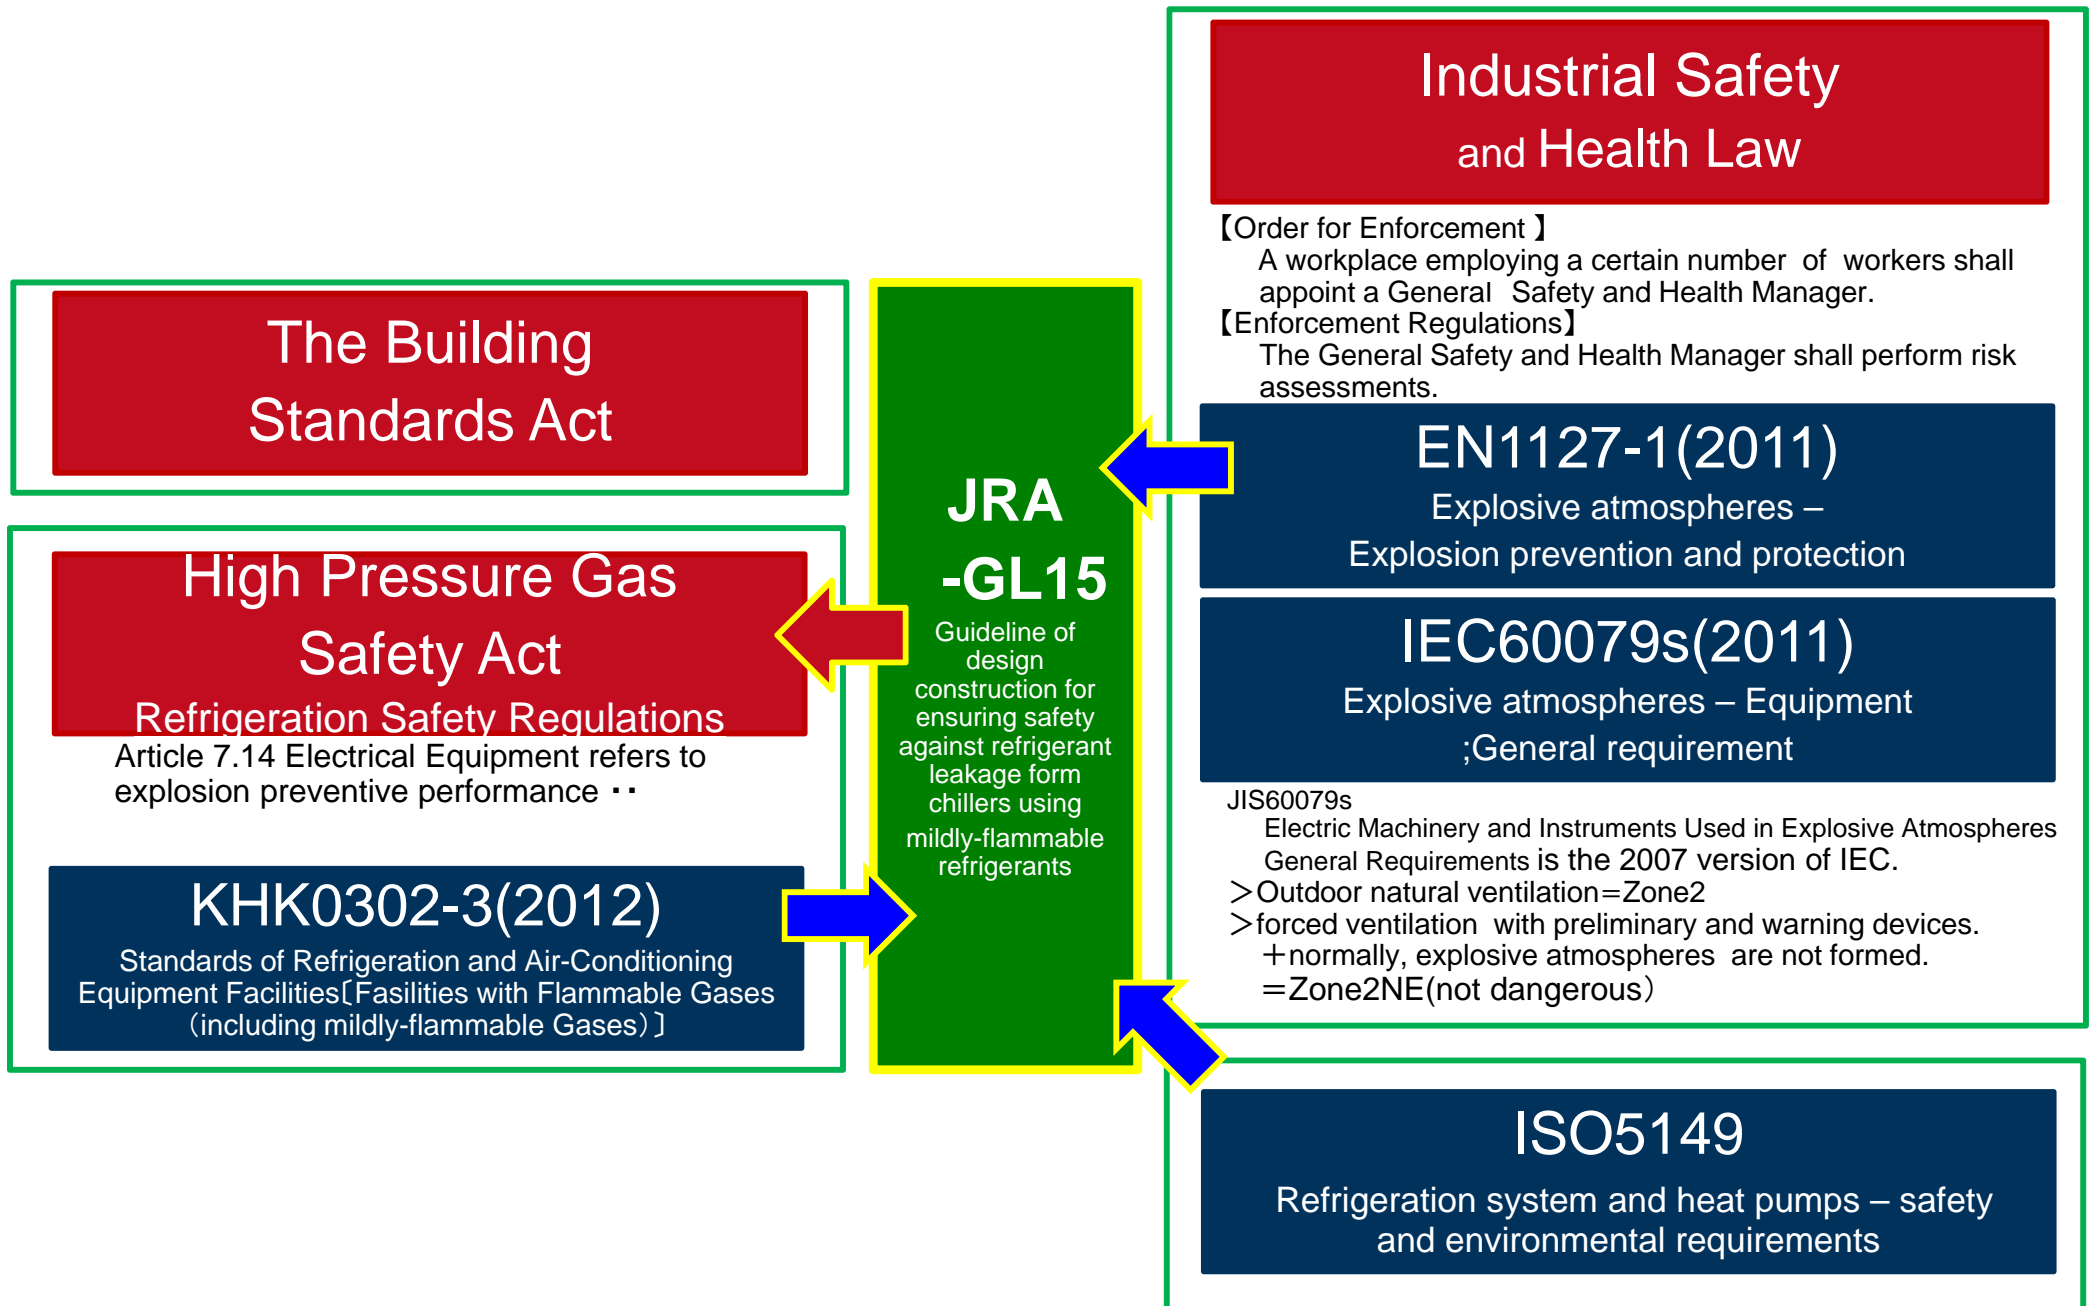 The Building
Standards Act
High Pressure Gas
Safety Act
Refrigeration Safety Regulations
Article 7.14 Electrical Equipment refers to
explosion preventive performance ・・
KHK0302-3(2012)
Standards of Refrigeration and Air-Conditioning
Equipment Facilities〔Fasilities with Flammable Gases
（including mildly-flammable Gases）〕
JRA
-GL15
Guideline of
design
construction for
ensuring safety
against refrigerant
leakage form
chillers using
mildly-flammable
refrigerants
Industrial Safety
and Health Law
【Order for Enforcement 】
A workplace employing a certain number of workers shall
appoint a General Safety and Health Manager.
【Enforcement Regulations】
The General Safety and Health Manager shall perform risk
assessments.
EN1127-1(2011)
Explosive atmospheres –
Explosion prevention and protection
IEC60079s(2011)
Explosive atmospheres – Equipment
;General requirement
JIS60079s
Electric Machinery and Instruments Used in Explosive Atmospheres
General Requirements is the 2007 version of IEC.
＞Outdoor natural ventilation=Zone2
＞forced ventilation with preliminary and warning devices.
＋normally, explosive atmospheres are not formed.
＝Zone2NE(not dangerous）
ISO5149
Refrigeration system and heat pumps – safety
and environmental requirements